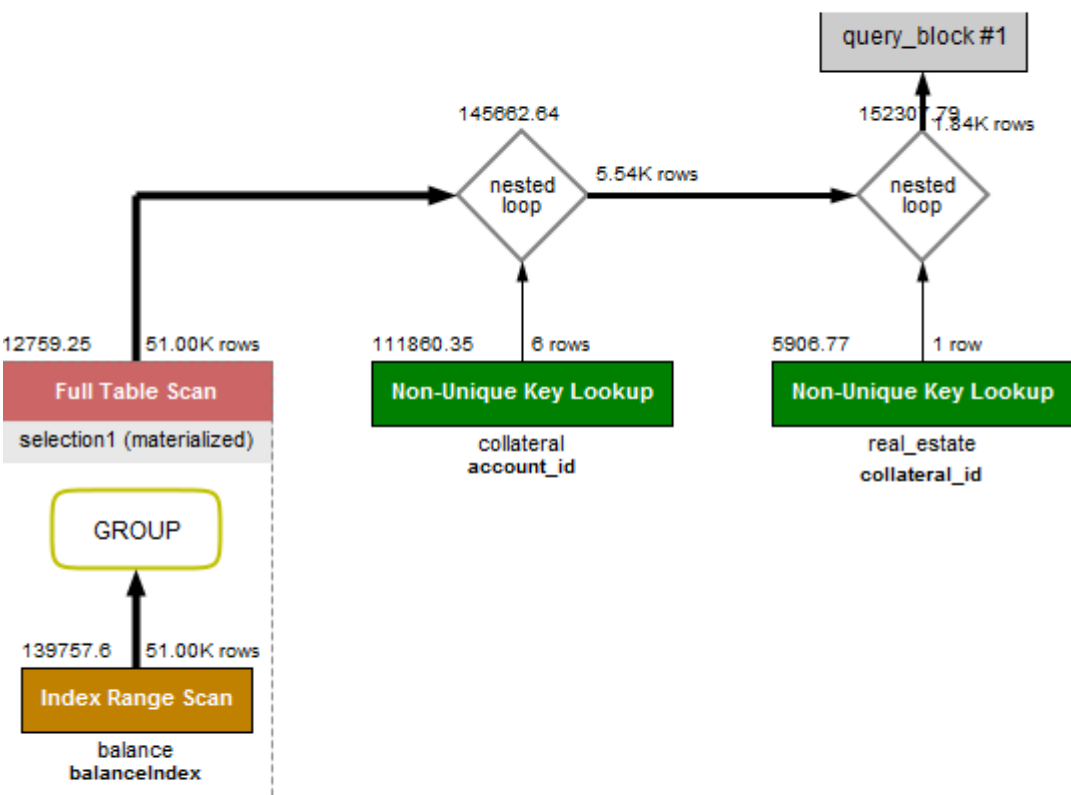 query_block #1
145662.64
152307.79
1.84K rows
nested
loop
5.54K rows
nested
loop
12759.25
51.00K rows
111860.35
6 rows
5906.77
1 row
Full Table Scan
Non-Unique Key Lookup
Non-Unique Key Lookup
selection1 (materialized)
collateral
account_id
real_estate
collateral_id
GROUP
139757.6
51.00K rows
Index Range Scan
balance
balanceIndex